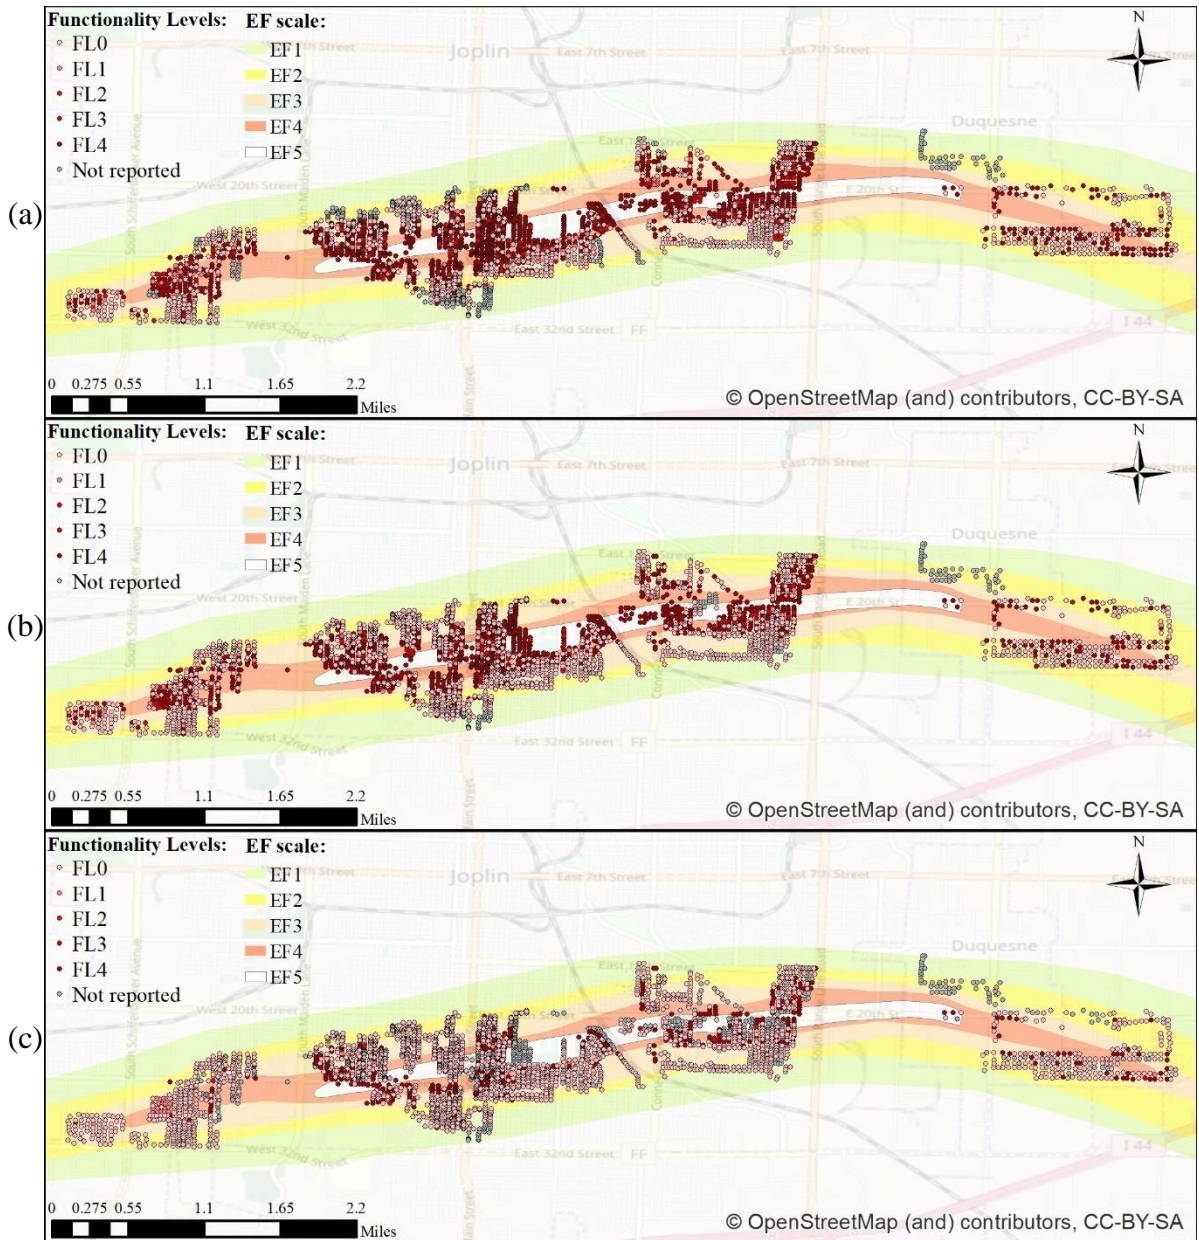 (a)
Functionality Levels:
FL0
FL1
FL2
FL3
FL4
Not reported
EF scale:
EF1
EF2
EF3
EF4
EF5
Joplin
East 7th Street
Duquesne
West 20th Street
E 20th St
West 32nd Street
East 32nd Street
FF
I 44
N
0 0.275 0.55 1.1 1.65 2.2
Miles
© OpenStreetMap (and) contributors, CC-BY-SA
(b)
Functionality Levels:
FL0
FL1
FL2
FL3
FL4
Not reported
EF scale:
EF1
EF2
EF3
EF4
EF5
Joplin
East 7th Street
Duquesne
West 20th Street
E 20th St
West 32nd Street
East 32nd Street
FF
I 44
N
0 0.275 0.55 1.1 1.65 2.2
Miles
© OpenStreetMap (and) contributors, CC-BY-SA
(c)
Functionality Levels:
FL0
FL1
FL2
FL3
FL4
Not reported
EF scale:
EF1
EF2
EF3
EF4
EF5
Joplin
East 7th Street
Duquesne
West 20th Street
E 20th St
West 32nd Street
East 32nd Street
FF
I 44
N
0 0.275 0.55 1.1 1.65 2.2
Miles
© OpenStreetMap (and) contributors, CC-BY-SA